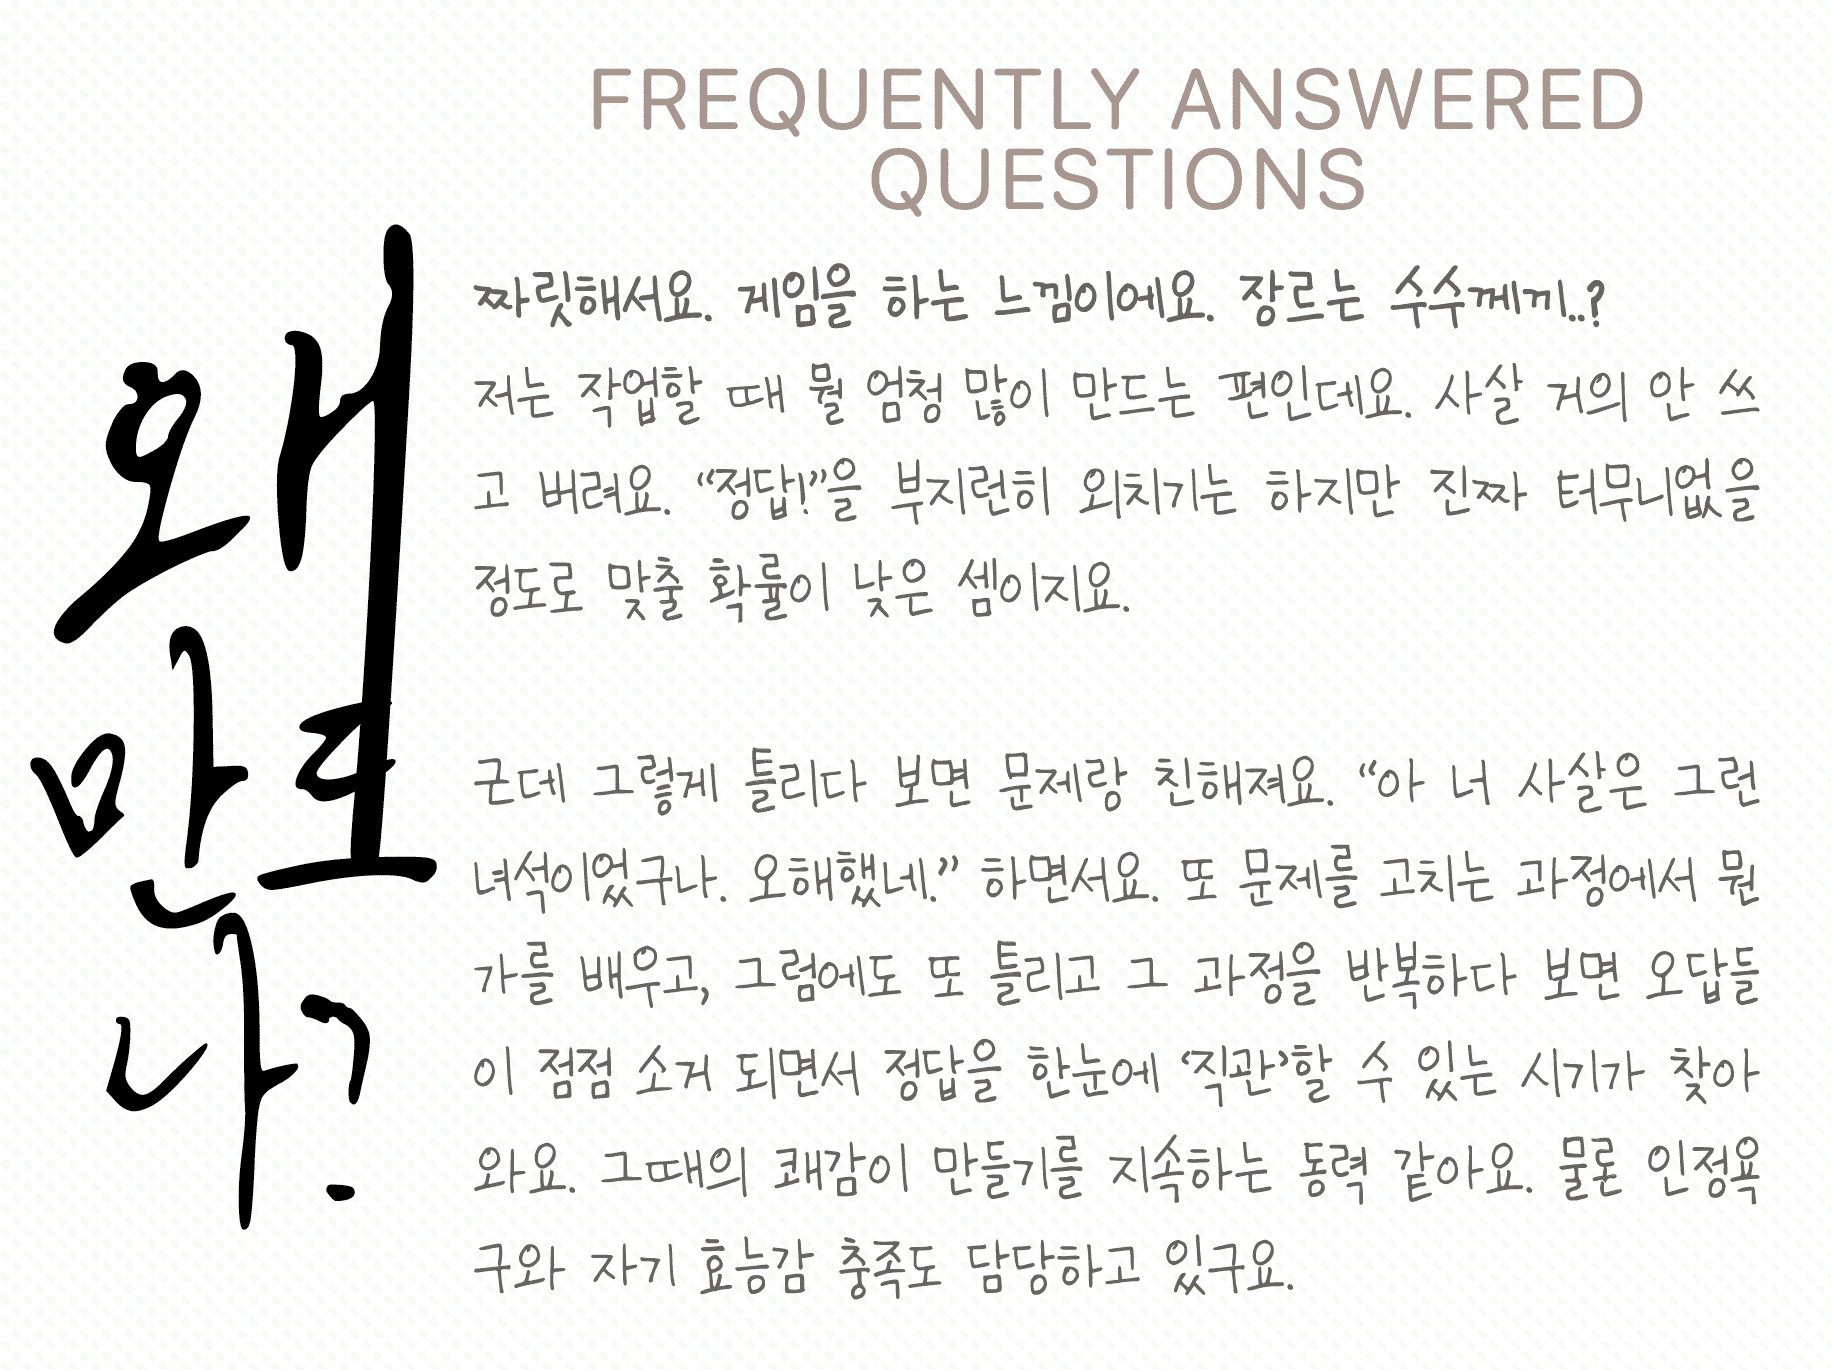 FREQUENTLY ANSWERED
QUESTIONS
왜
만드
나?
짜릿해서요. 게임을 하는 느낌이에요. 장르는 수수께끼..?
저는 작업할 때 뭘 엄청 많이 만드는 편인데요. 사살 거의 안 쓰
고 버려요. “정답!”을 부지런히 외치기는 하지만 진짜 터무니없을
정도로 맞출 확률이 낮은 셈이지요.
근데 그렇게 틀리다 보면 문제랑 친해져요. “아 너 사살은 그런
녀석이었구나. 오해했네.” 하면서요. 또 문제를 고치는 과정에서 뭔
가를 배우고, 그럼에도 또 틀리고 그 과정을 반복하다 보면 오답들
이 점점 소거 되면서 정답을 한눈에 ‘직관’할 수 있는 시기가 찾아
와요. 그때의 쾌감이 만들기를 지속하는 동력 같아요. 물론 인정욕
구와 자기 효능감 충족도 담당하고 있구요.